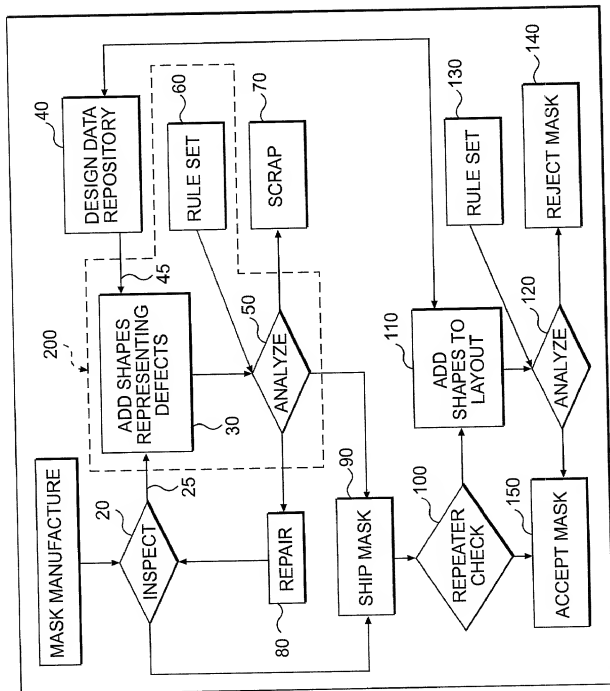 MASK MANUFACTURE
20
INSPECT
25
200
ADD SHAPES
REPRESENTING
DEFECTS
30
45
40
DESIGN DATA
REPOSITORY
60
RULE SET
50
ANALYZE
70
SCRAP
80
REPAIR
90
SHIP MASK
100
REPEATER
CHECK
110
ADD
SHAPES TO
LAYOUT
130
RULE SET
120
ANALYZE
140
REJECT MASK
150
ACCEPT MASK